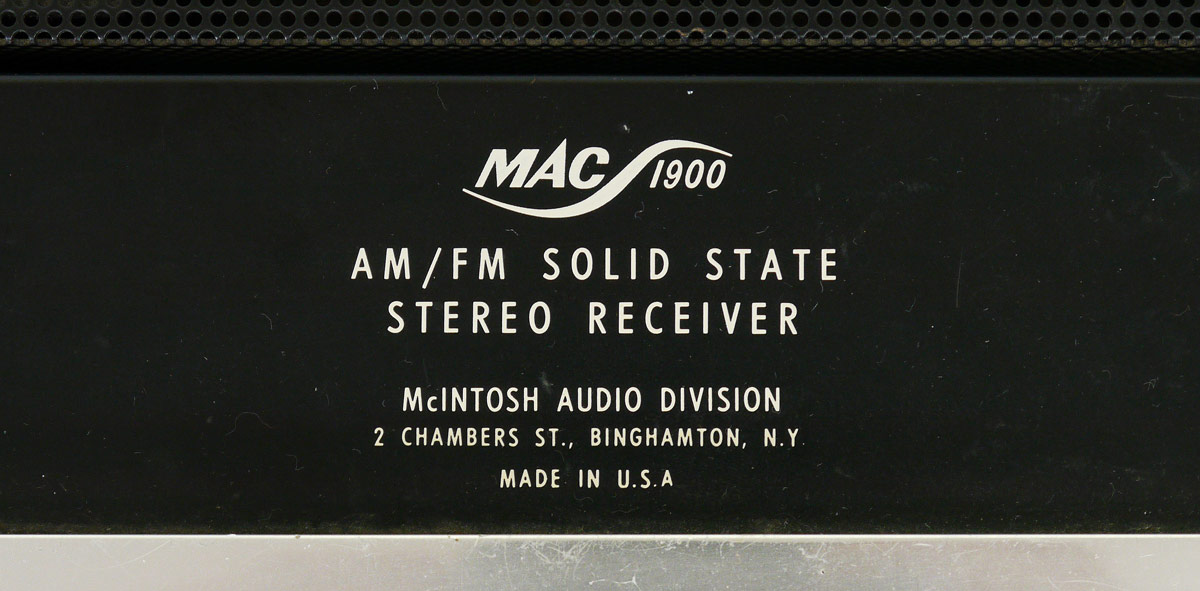 MAC 1900
AM/FM SOLID STATE
STEREO RECEIVER
McINTOSH AUDIO DIVISION
2 CHAMBERS ST., BINGHAMTON, N.Y.
MADE IN U.S.A